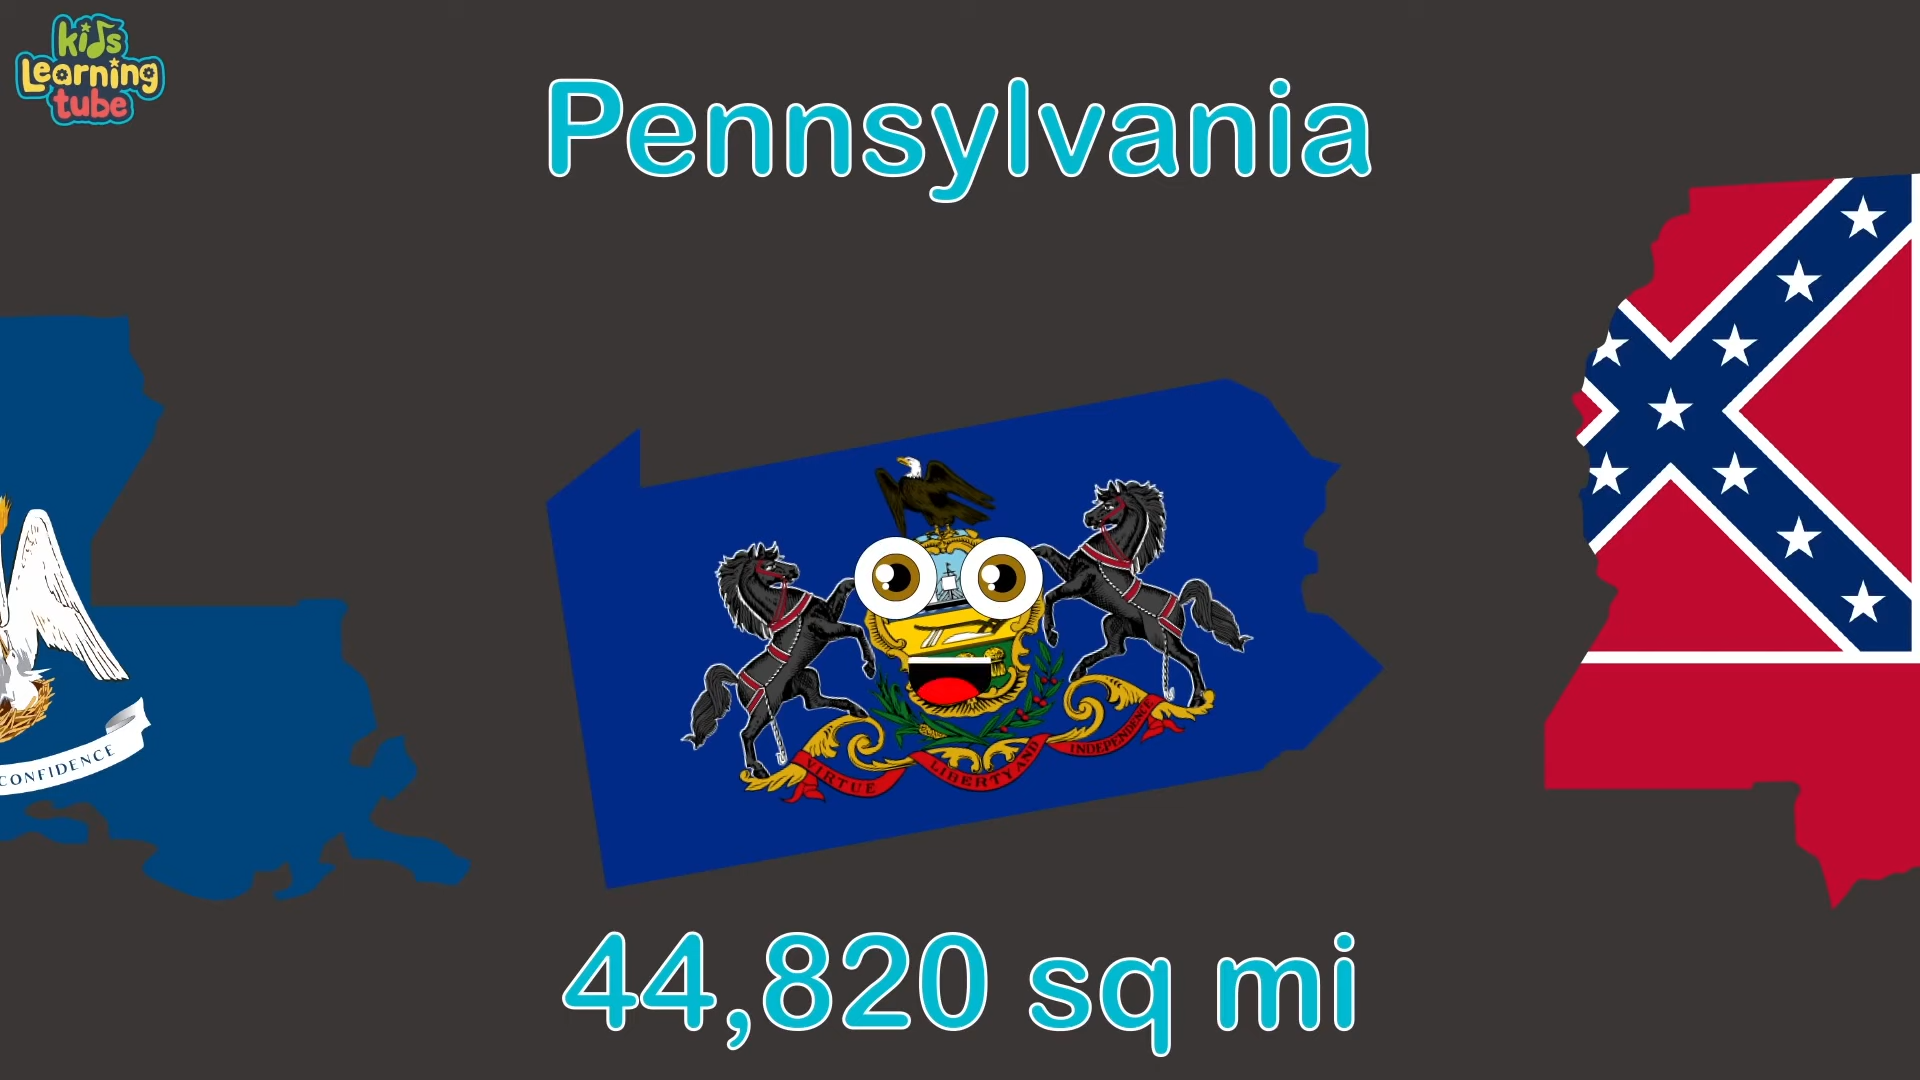 kids
Learning
tube
Pennsylvania
CONFIDENCE
VIRTUE LIBERTY AND INDEPENDENCE
44,820 sq mi